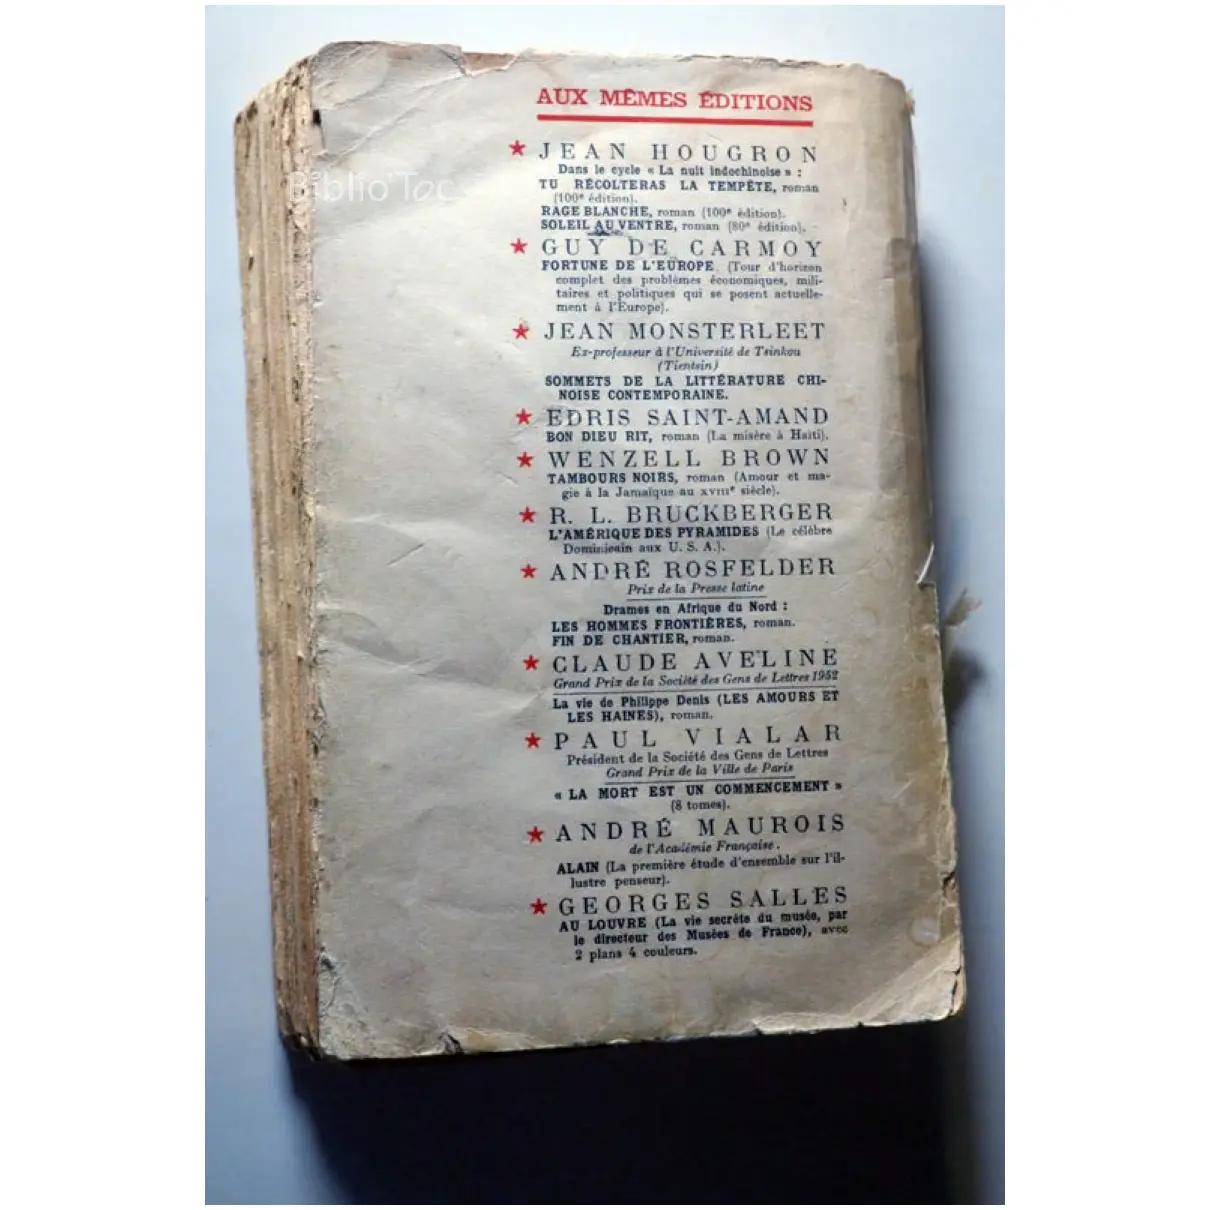 AUX MÊMES ÉDITIONS
★ JEAN HOUGRON
Dans le cycle « La nuit indochinoise » :
TU RÉCOLTERAS LA TEMPÊTE, roman
(100e édition).
RAGE BLANCHE, roman (100e édition).
SOLEIL AU VENTRE, roman (80e édition).
★ GUY DE CARMOY
FORTUNE DE L'EUROPE (Tour d'horizon
complet des problèmes économiques, mili-
taires et politiques qui se posent actuelle-
ment à l'Europe).
★ JEAN MONSTERLEET
Ex-professeur à l'Université de Tsinkou
(Tientsin)
SOMMETS DE LA LITTÉRATURE CHI-
NOISE CONTEMPORAINE.
★ EDRIS SAINT-AMAND
BON DIEU RIT, roman (La misère à Haïti).
★ WENZELL BROWN
TAMBOURS NOIRS, roman (Amour et ma-
gie à la Jamaïque au XVIIIe siècle).
★ R. L. BRUCKBERGER
L'AMÉRIQUE DES PYRAMIDES (Le célèbre
Dominicain aux U. S. A.).
★ ANDRÉ ROSFELDER
Prix de la Presse latine
Drames en Afrique du Nord :
LES HOMMES FRONTIÈRES, roman.
FIN DE CHANTIER, roman.
★ CLAUDE AVELINE
Grand Prix de la Société des Gens de Lettres 1952
La vie de Philippe Denis (LES AMOURS ET
LES HAINES), roman.
★ PAUL VIALAR
Président de la Société des Gens de Lettres
Grand Prix de la Ville de Paris
« LA MORT EST UN COMMENCEMENT »
(8 tomes).
★ ANDRÉ MAUROIS
de l'Académie Française.
ALAIN (La première étude d'ensemble sur l'il-
lustre penseur).
★ GEORGES SALLES
AU LOUVRE (La vie secrète du musée, par
le directeur des Musées de France), avec
2 plans 4 couleurs.
Biblio'Toc